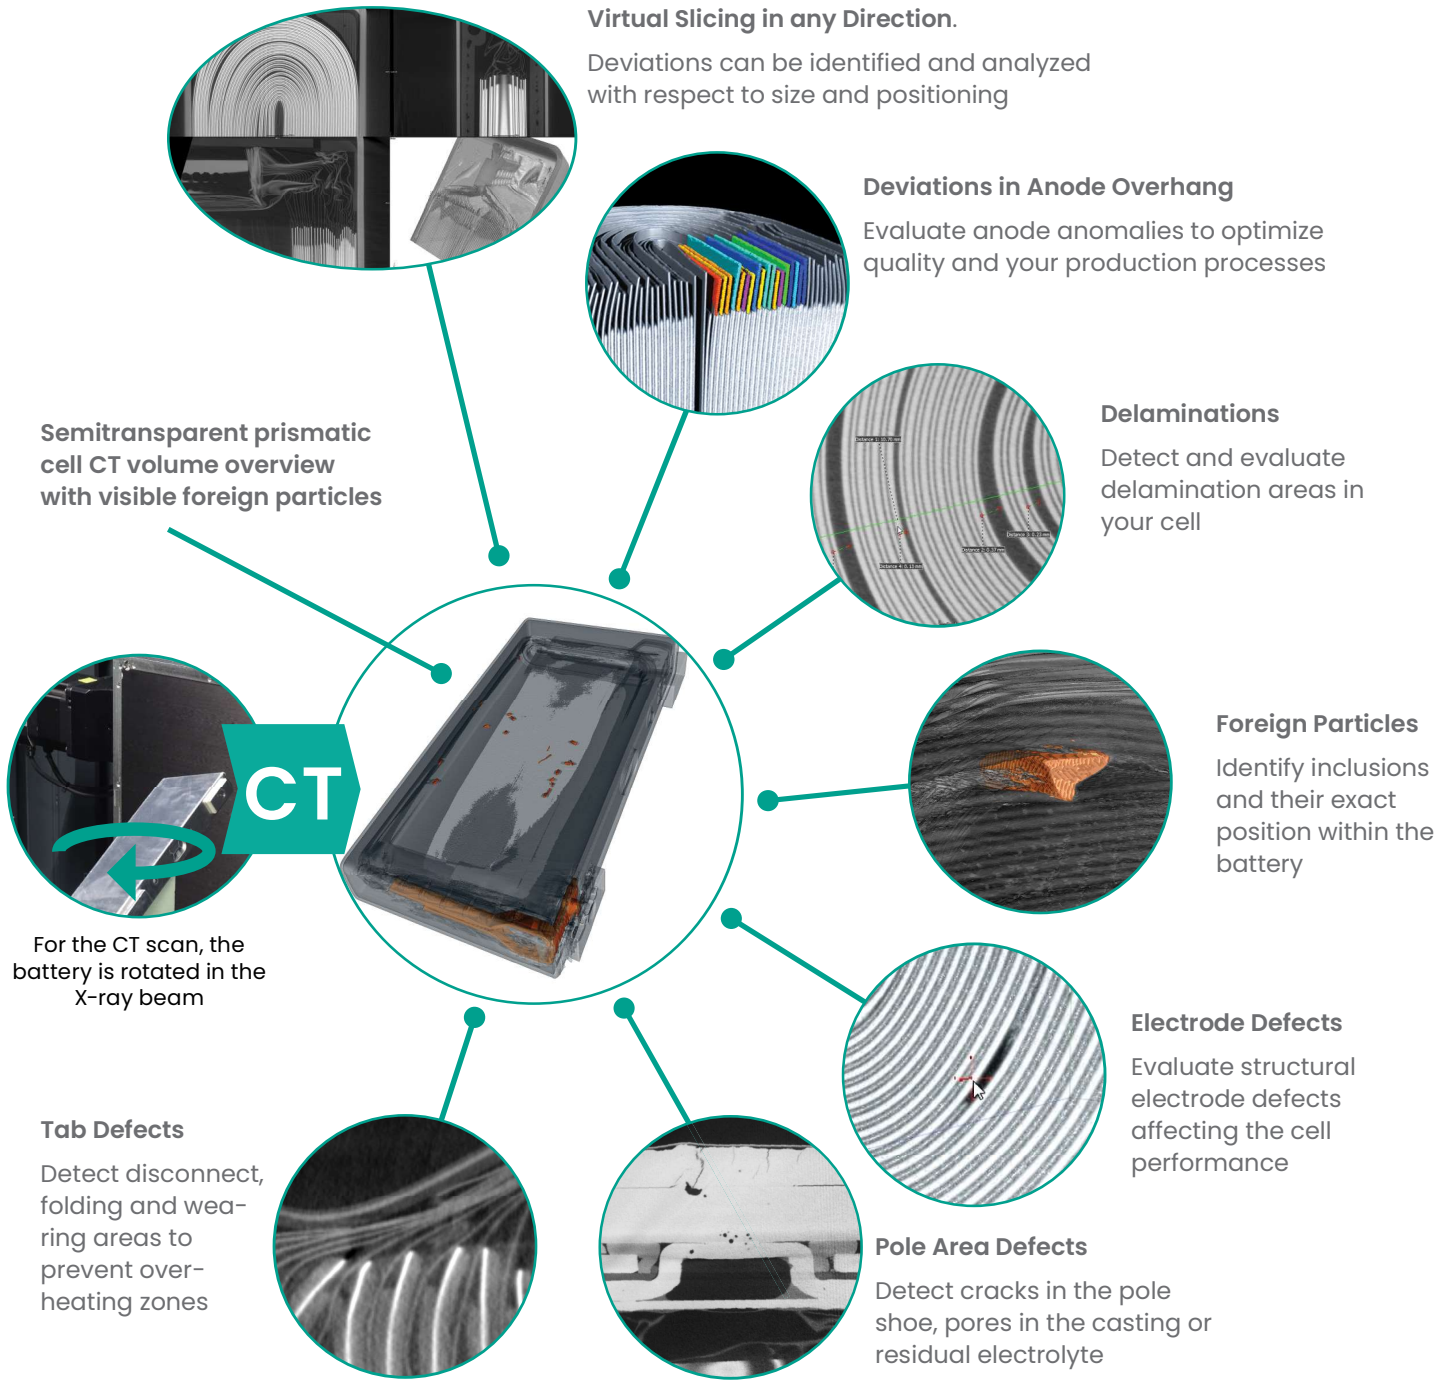 Virtual Slicing in any Direction.
Deviations can be identified and analyzed
with respect to size and positioning
Deviations in Anode Overhang
Evaluate anode anomalies to optimize
quality and your production processes
Delaminations
Detect and evaluate
delamination areas in
your cell
Semitransparent prismatic
cell CT volume overview
with visible foreign particles
CT
For the CT scan, the
battery is rotated in the
X-ray beam
Foreign Particles
Identify inclusions
and their exact
position within the
battery
Electrode Defects
Evaluate structural
electrode defects
affecting the cell
performance
Tab Defects
Detect disconnect,
folding and wea-
ring areas to
prevent over-
heating zones
Pole Area Defects
Detect cracks in the pole
shoe, pores in the casting or
residual electrolyte